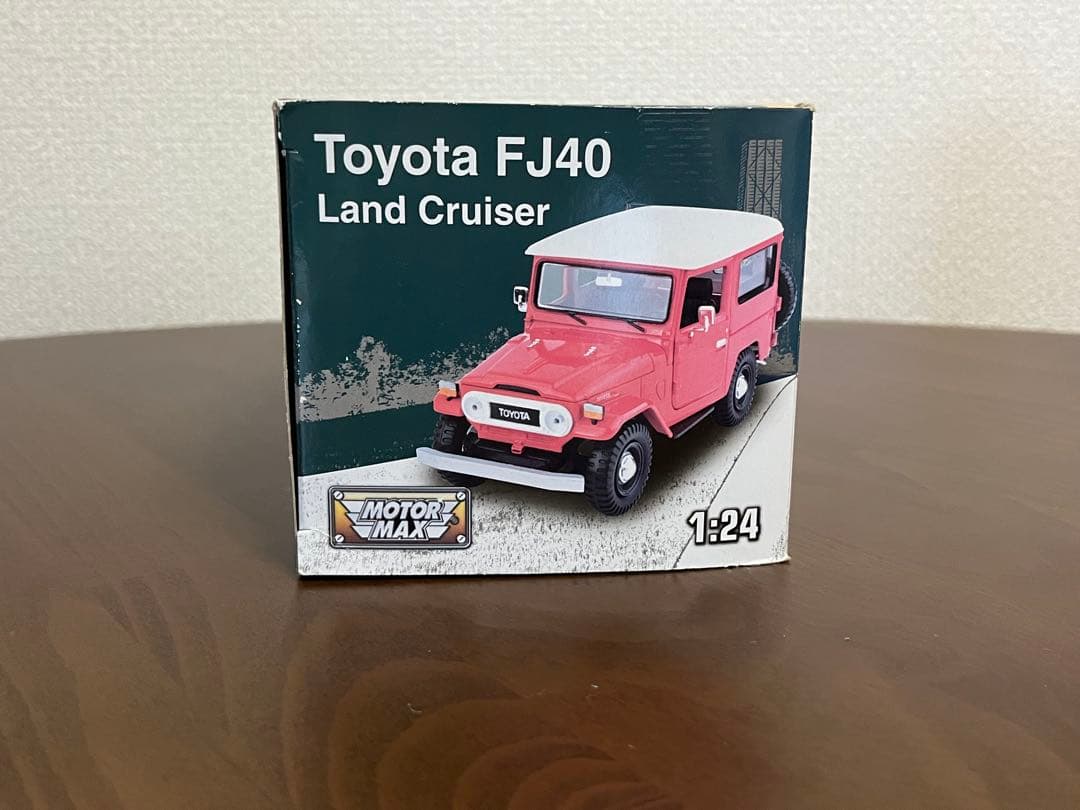 Toyota FJ40
Land Cruiser
TOYOTA
MOTOR
MAX
1:24